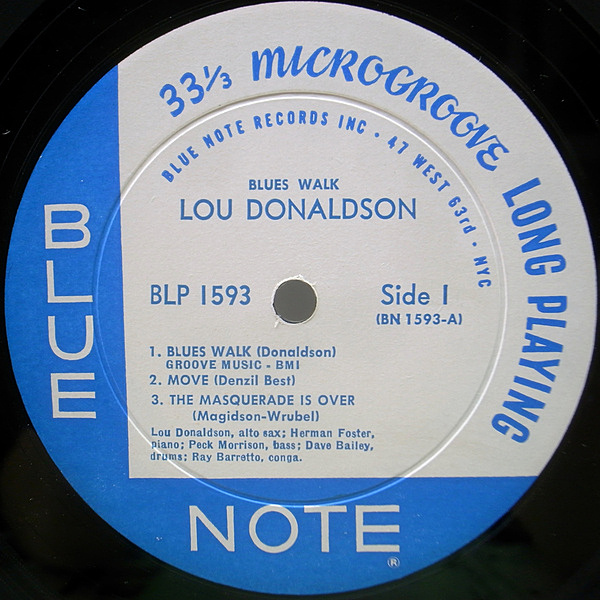 33⅓ MICROGROOVE LONG PLAYING
BLUE NOTE RECORDS INC • 47 WEST 63rd • NYC
BLUES WALK
LOU DONALDSON
BLP 1593
Side 1
(BN 1593-A)
1. BLUES WALK (Donaldson)
GROOVE MUSIC - BMI
2. MOVE (Denzil Best)
3. THE MASQUERADE IS OVER
(Magidson-Wrubel)
Lou Donaldson, alto sax; Herman Foster,
piano; Peck Morrison, bass; Dave Bailey,
drums; Ray Barretto, conga.
BLUE
NOTE
®